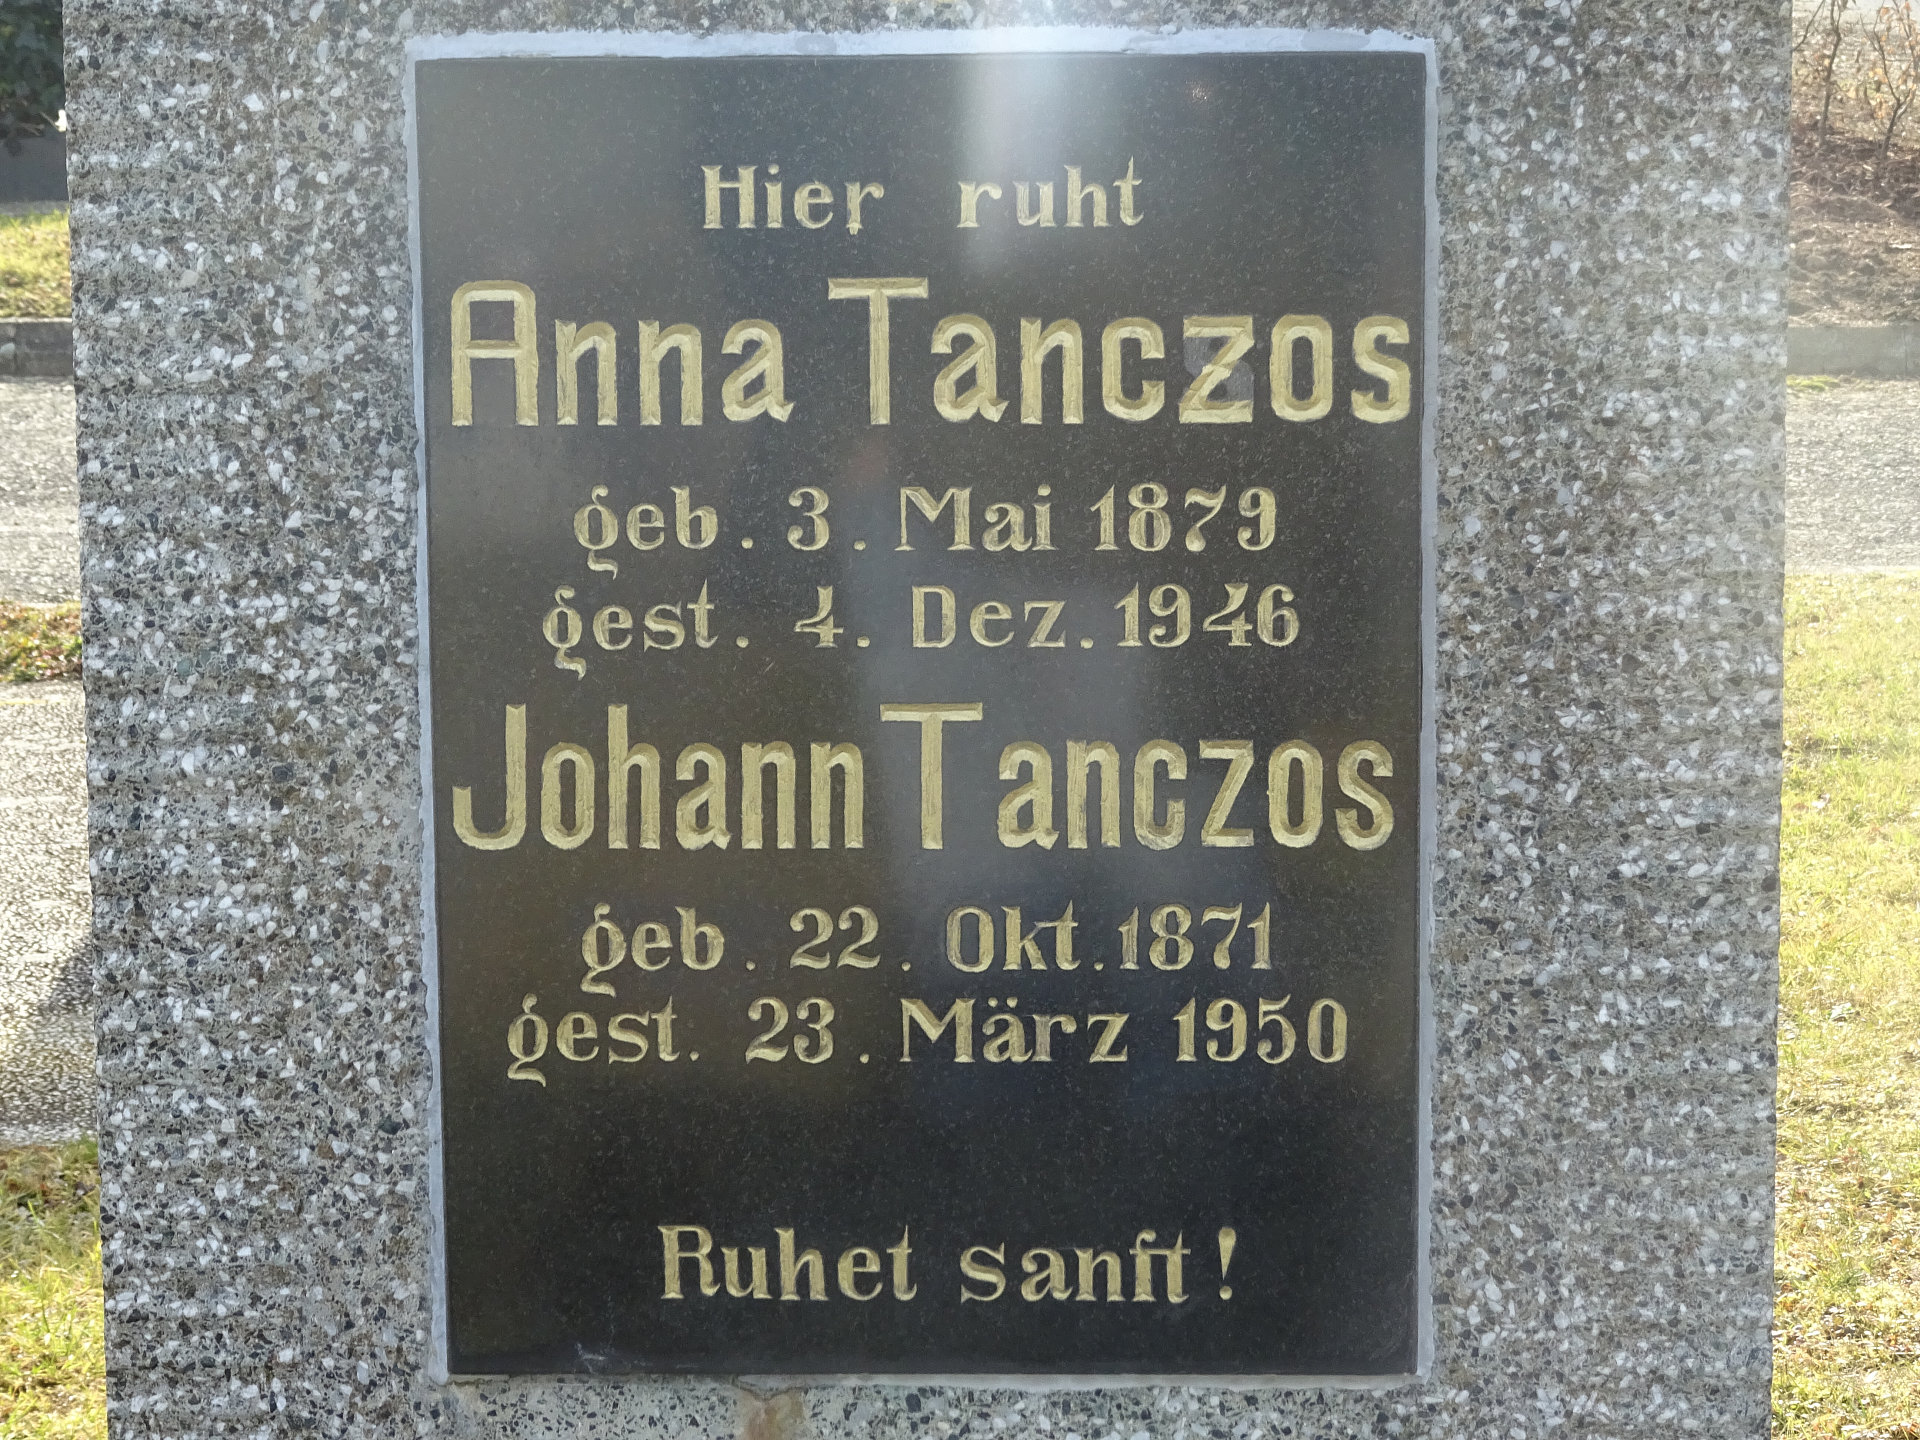 Hier ruht
Anna Tanczos
geb. 3. Mai 1879
gest. 4. Dez. 1946
Johann Tanczos
geb. 22. Okt. 1871
gest. 23. März 1950
Ruhet sanft!